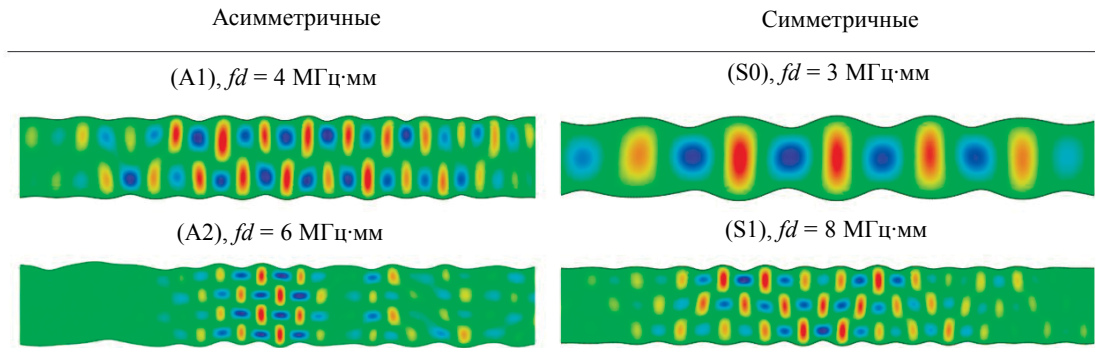 Асимметричные Симметричные
(A1), fd = 4 МГц·мм (S0), fd = 3 МГц·мм
(A2), fd = 6 МГц·мм (S1), fd = 8 МГц·мм